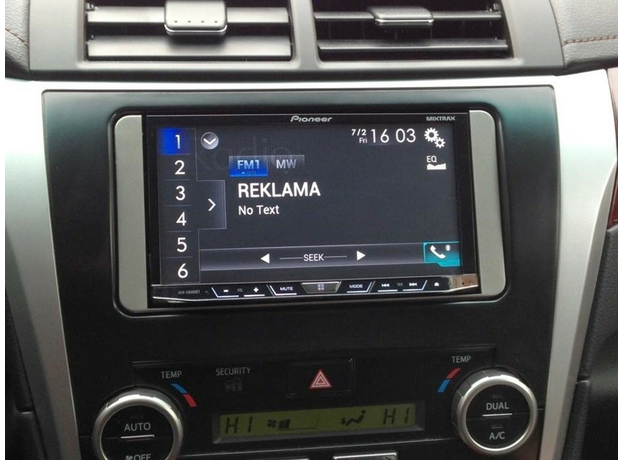 Pioneer
MIXTRAX
1
7/2 Fri 16 03
2
FM1 MW
EQ
3
REKLAMA
4
No Text
5
SEEK
6
MUTE
MODE
TEMP
SECURITY
TEMP
AUTO
OFF
HI HI
DUAL
A/C